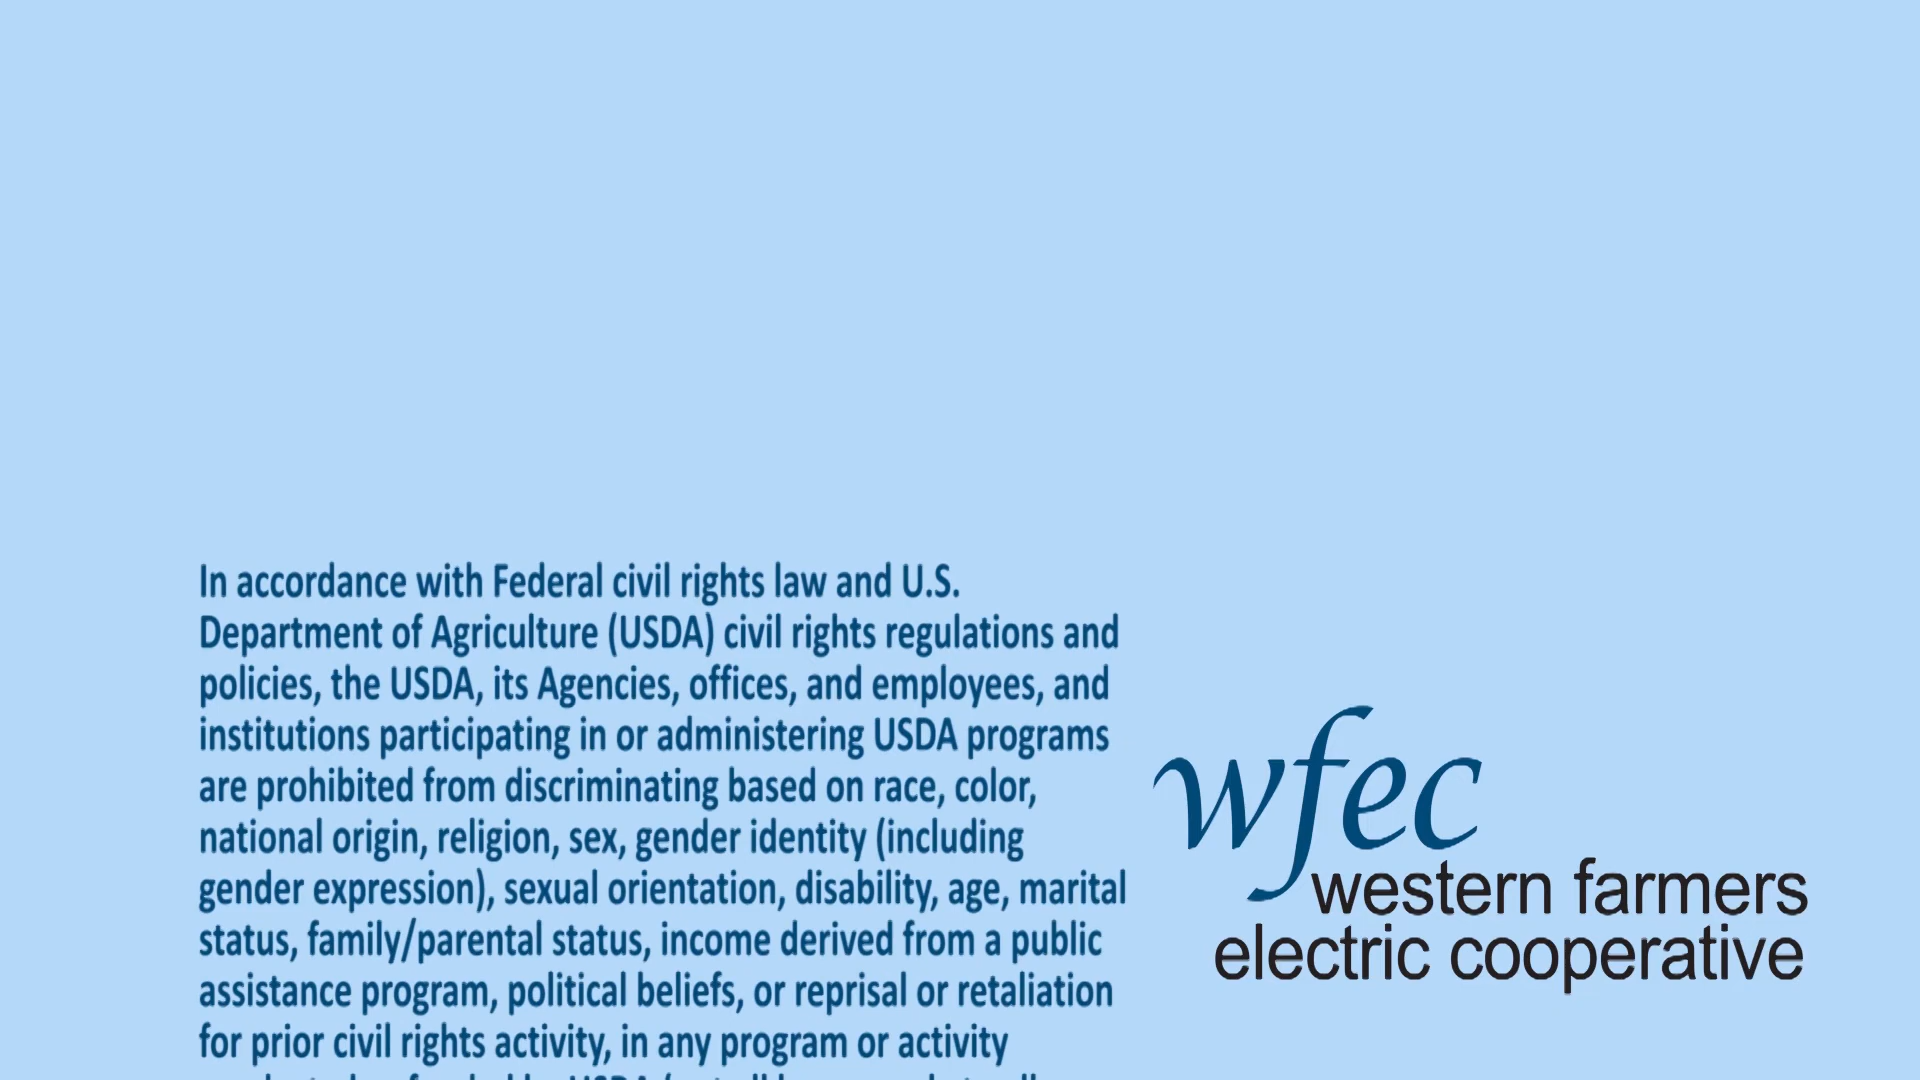 In accordance with Federal civil rights law and U.S.
Department of Agriculture (USDA) civil rights regulations and
policies, the USDA, its Agencies, offices, and employees, and
institutions participating in or administering USDA programs
are prohibited from discriminating based on race, color,
national origin, religion, sex, gender identity (including
gender expression), sexual orientation, disability, age, marital
status, family/parental status, income derived from a public
assistance program, political beliefs, or reprisal or retaliation
for prior civil rights activity, in any program or activity
wfec
western farmers
electric cooperative